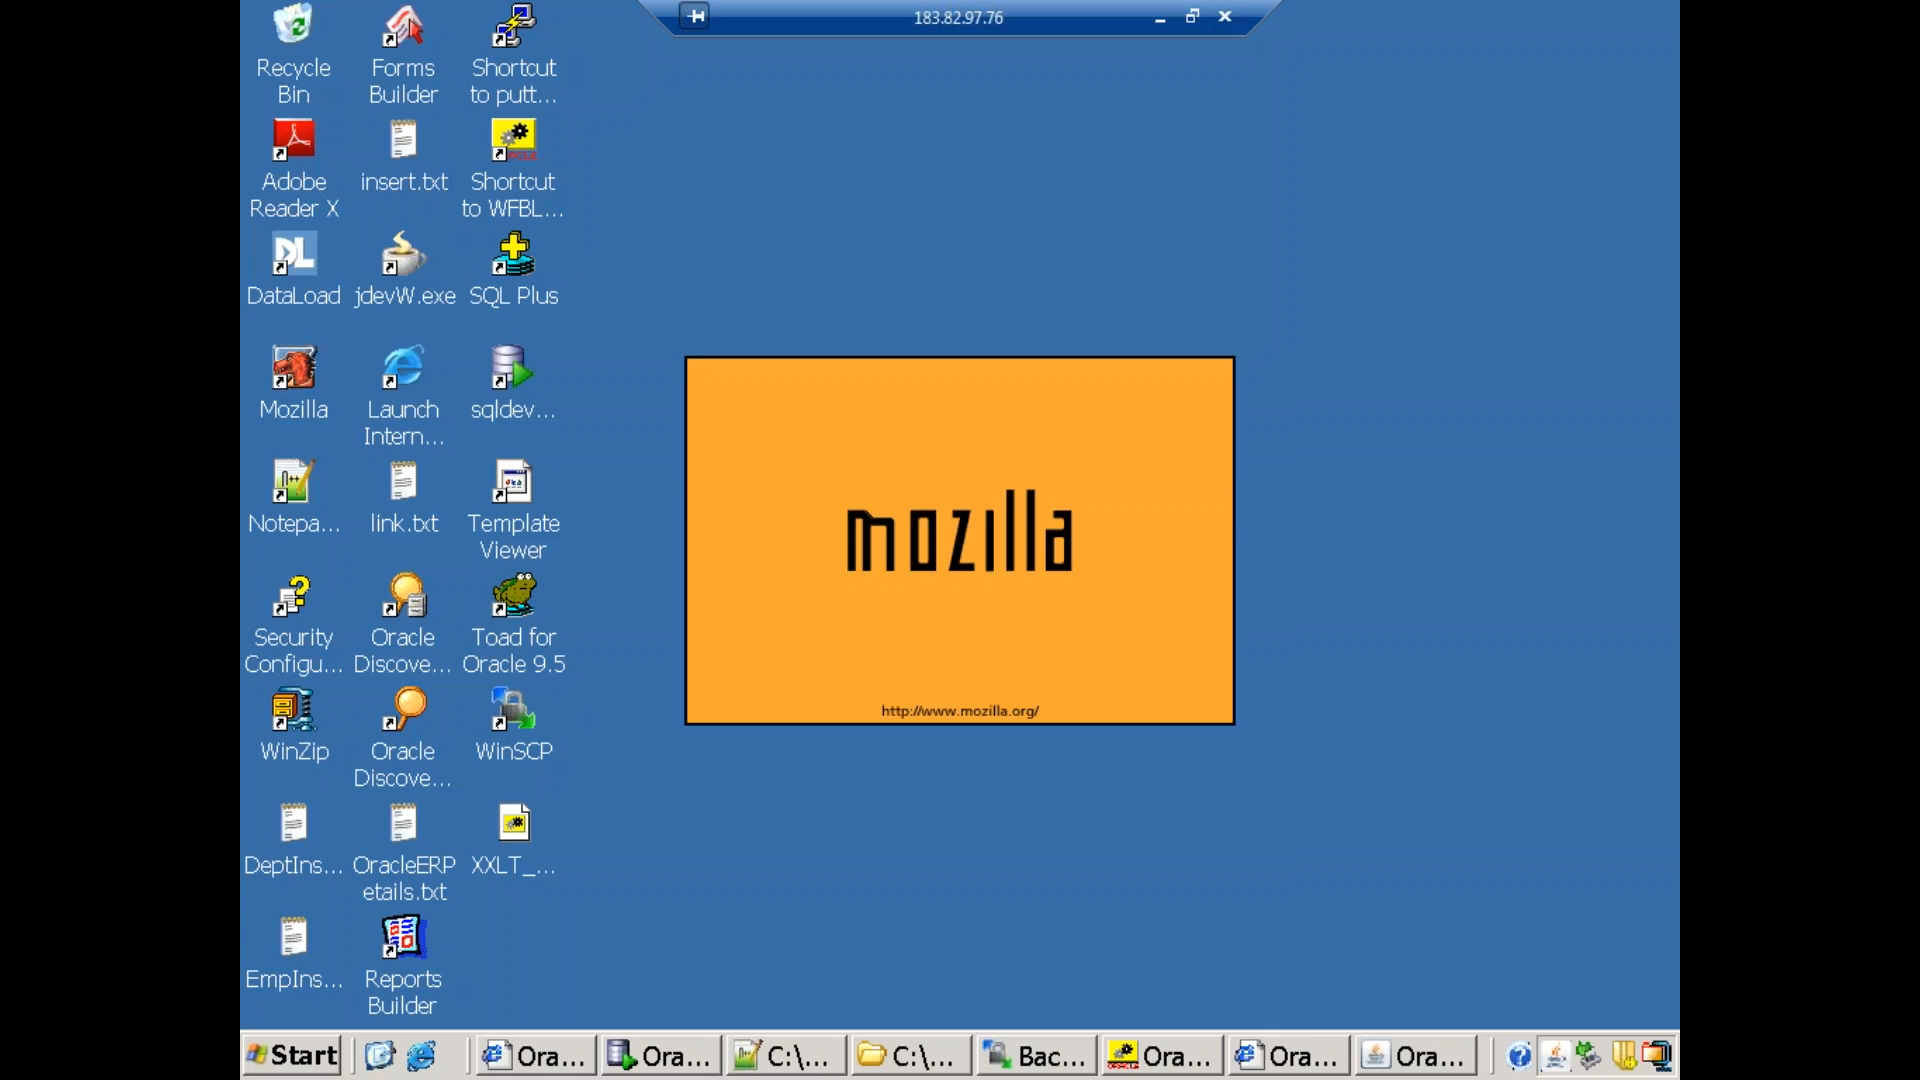 183.82.97.76
Recycle
Bin
Forms
Builder
Shortcut
to putt...
Adobe
Reader X
insert.txt
Shortcut
to WFBL...
DataLoad
jdevW.exe
SQL Plus
Mozilla
Launch
Intern...
sqldev...
Notepa...
link.txt
Template
Viewer
Security
Configu...
Oracle
Discove...
Toad for
Oracle 9.5
WinZip
Oracle
Discove...
WinSCP
DeptIns...
OracleERP
etails.txt
XXLT_...
EmpIns...
Reports
Builder
mozilla
http://www.mozilla.org/
Start
Ora...
Ora...
C:\...
C:\...
Bac...
Ora...
Ora...
Ora...